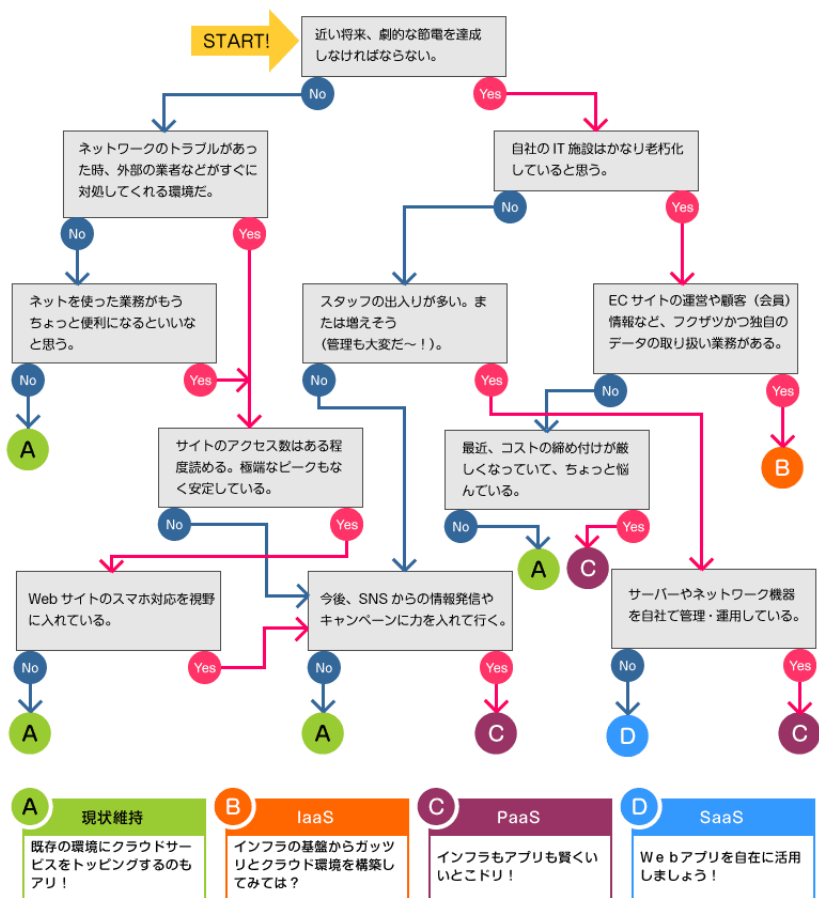 START!
近い将来、劇的な節電を達成
しなければならない。
No
Yes
ネットワークのトラブルがあっ
た時、外部の業者などがすぐに
対処してくれる環境だ。
自社のIT施設はかなり老朽化
していると思う。
No
Yes
No
Yes
ネットを使った業務がもう
ちょっと便利になるといいな
と思う。
スタッフの出入りが多い。ま
たは増えそう
(管理も大変だ〜！)。
ECサイトの運営や顧客（会員）
情報など、フクザツかつ独自の
データの取り扱い業務がある。
No
Yes
No
Yes
No
Yes
A
サイトのアクセス数はある程
度読める。極端なピークもな
く安定している。
最近、コストの締め付けが厳
しくなっていて、ちょっと悩
んでいる。
B
No
Yes
No
Yes
A
C
Webサイトのスマホ対応を視野
に入れている。
今後、SNSからの情報発信や
キャンペーンに力を入れて行く。
サーバーやネットワーク機器
を自社で管理・運用している。
No
Yes
No
Yes
No
Yes
A
A
C
D
C
A
現状維持
既存の環境にクラウドサー
ビスをトッピングするのも
アリ！
B
IaaS
インフラの基盤からガッツ
リとクラウド環境を構築し
てみては？
C
PaaS
インフラもアプリも賢くい
いとこドリ！
D
SaaS
Webアプリを自在に活用
しましょう！